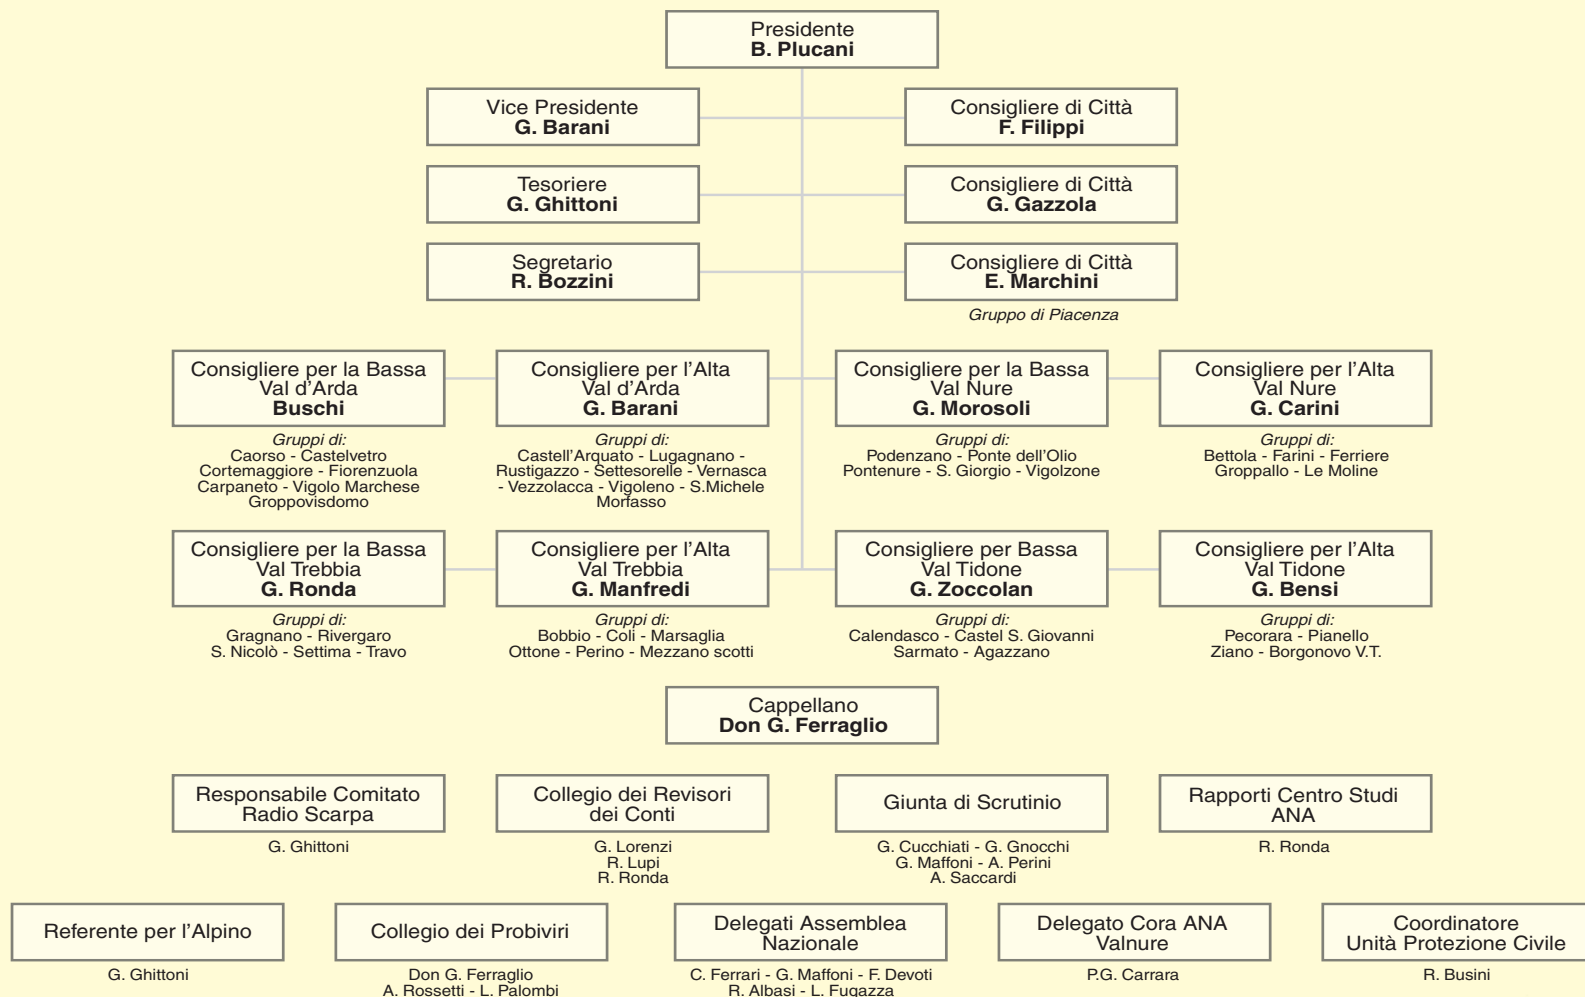 Presidente
B. Plucani
Vice Presidente
G. Barani
Consigliere di Città
F. Filippi
Tesoriere
G. Ghittoni
Consigliere di Città
G. Gazzola
Segretario
R. Bozzini
Consigliere di Città
E. Marchini
Gruppo di Piacenza
Consigliere per la Bassa
Val d'Arda
Buschi
Gruppi di:
Caorso - Castelvetro
Cortemaggiore - Fiorenzuola
Carpaneto - Vigolo Marchese
Groppovisdomo
Consigliere per l'Alta
Val d'Arda
G. Barani
Gruppi di:
Castell'Arquato - Lugagnano -
Rustigazzo - Settesorelle - Vernasca
- Vezzolacca - Vigoleno - S.Michele
Morfasso
Consigliere per la Bassa
Val Nure
G. Morosoli
Gruppi di:
Podenzano - Ponte dell'Olio
Pontenure - S. Giorgio - Vigolzone
Consigliere per l'Alta
Val Nure
G. Carini
Gruppi di:
Bettola - Farini - Ferriere
Groppallo - Le Moline
Consigliere per la Bassa
Val Trebbia
G. Ronda
Gruppi di:
Gragnano - Rivergaro
S. Nicolò - Settima - Travo
Consigliere per l'Alta
Val Trebbia
G. Manfredi
Gruppi di:
Bobbio - Coli - Marsaglia
Ottone - Perino - Mezzano scotti
Consigliere per Bassa
Val Tidone
G. Zoccolan
Gruppi di:
Calendasco - Castel S. Giovanni
Sarmato - Agazzano
Consigliere per l'Alta
Val Tidone
G. Bensi
Gruppi di:
Pecorara - Pianello
Ziano - Borgonovo V.T.
Cappellano
Don G. Ferraglio
Responsabile Comitato
Radio Scarpa
G. Ghittoni
Collegio dei Revisori
dei Conti
G. Lorenzi
R. Lupi
R. Ronda
Giunta di Scrutinio
G. Cucchiati - G. Gnocchi
G. Maffoni - A. Perini
A. Saccardi
Rapporti Centro Studi
ANA
R. Ronda
Referente per l'Alpino
G. Ghittoni
Collegio dei Probiviri
Don G. Ferraglio
A. Rossetti - L. Palombi
Delegati Assemblea
Nazionale
C. Ferrari - G. Maffoni - F. Devoti
R. Albasi - L. Fugazza
Delegato Cora ANA
Valnure
P.G. Carrara
Coordinatore
Unità Protezione Civile
R. Busini